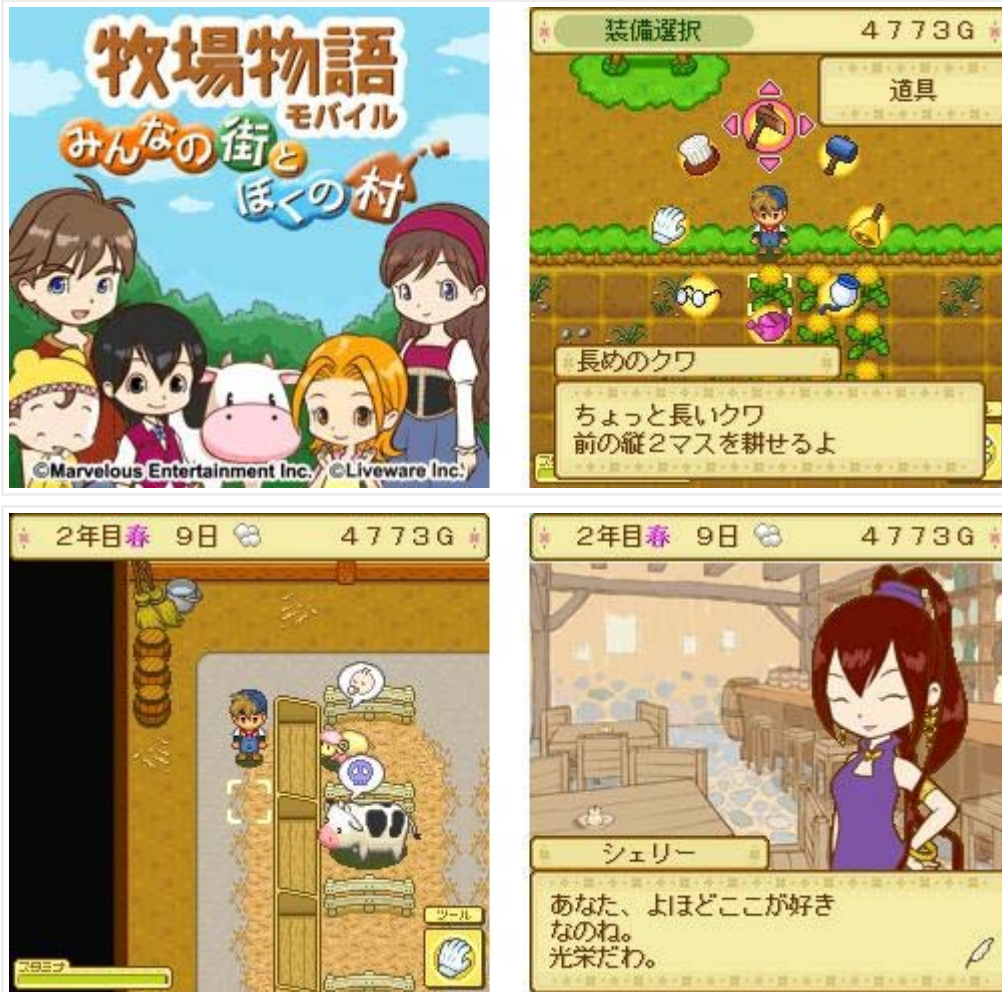 牧場物語
モバイル
みんなの街と
ぼくの村
©Marvelous Entertainment Inc./ ©Liveware Inc.
装備選択 4773G
道具
長めのクワ
ちょっと長いクワ
前の縦2マスを耕せるよ
2年目春 9日 4773G
ツール
スタミナ
2年目春 9日 4773G
シェリー
あなた、よほどここが好き
なのね。
光栄だわ。